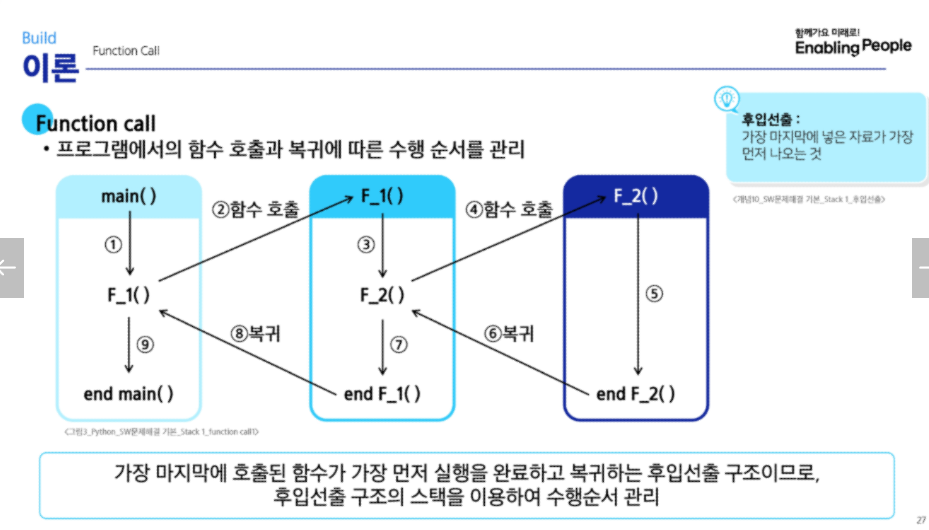 Build
이론
Function Call
함께가요 미래로!
Enabling People
후입선출 :
가장 마지막에 넣은 자료가 가장
먼저 나오는 것
<개념10_SW문제해결 기본_Stack 1_후입선출>
Function call
• 프로그램에서의 함수 호출과 복귀에 따른 수행 순서를 관리
main( )
①
F_1( )
⑨
end main( )
②함수 호출
⑧복귀
F_1( )
③
F_2( )
⑦
end F_1( )
④함수 호출
⑥복귀
F_2( )
⑤
end F_2( )
<그림3_Python_SW문제해결 기본_Stack 1_function call1>
가장 마지막에 호출된 함수가 가장 먼저 실행을 완료하고 복귀하는 후입선출 구조이므로,
후입선출 구조의 스택을 이용하여 수행순서 관리
27